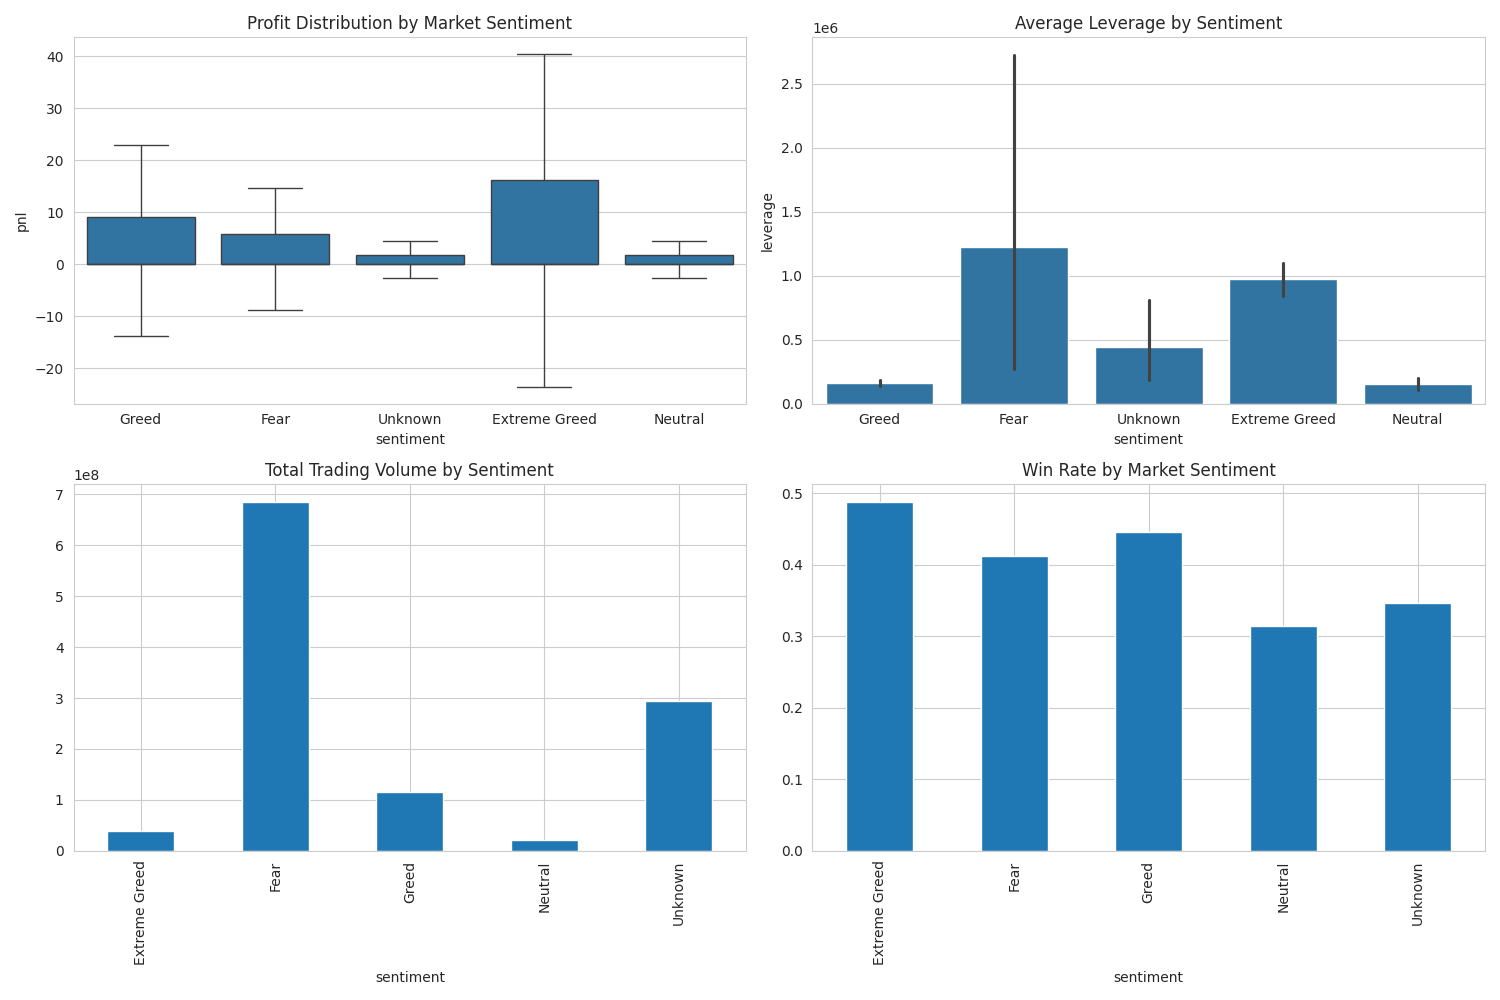 Profit Distribution by Market Sentiment
40
30
20
10
0
−10
−20
pnl
Greed Fear Unknown Extreme Greed Neutral
sentiment
Average Leverage by Sentiment
1e6
2.5
2.0
1.5
1.0
0.5
0.0
leverage
Greed Fear Unknown Extreme Greed Neutral
sentiment
Total Trading Volume by Sentiment
1e8
7
6
5
4
3
2
1
0
Extreme Greed
Fear
Greed
Neutral
Unknown
sentiment
Win Rate by Market Sentiment
0.5
0.4
0.3
0.2
0.1
0.0
Extreme Greed
Fear
Greed
Neutral
Unknown
sentiment